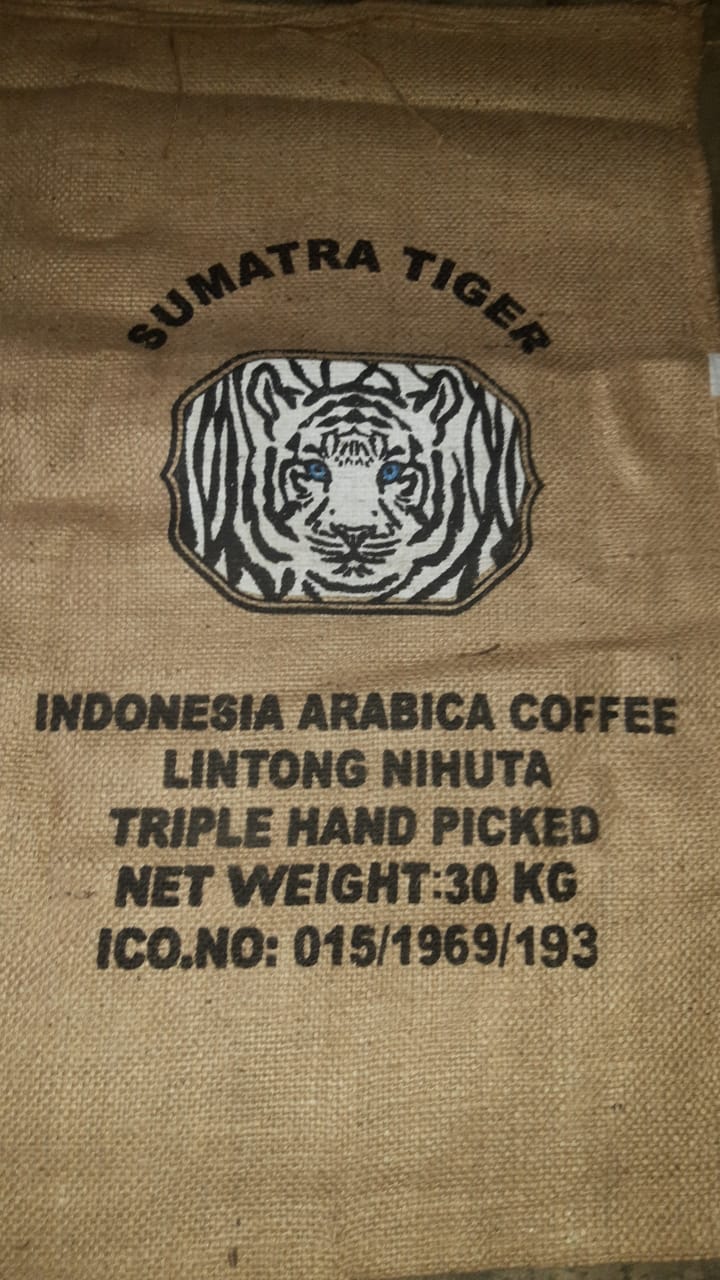 SUMATRA TIGER
INDONESIA ARABICA COFFEE
LINTONG NIHUTA
TRIPLE HAND PICKED
NET WEIGHT:30 KG
ICO.NO: 015/1969/193